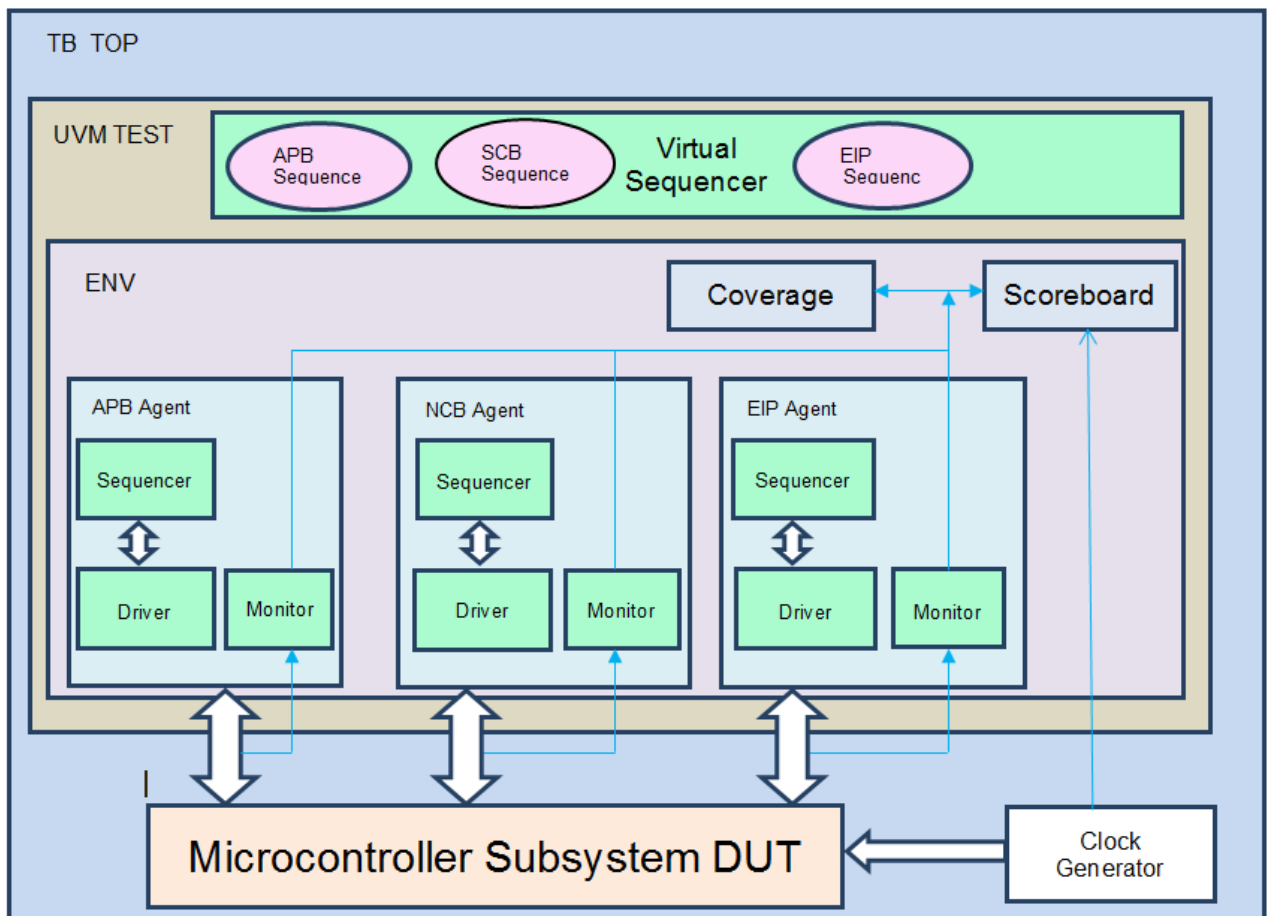 TB TOP
UVM TEST
APB
Sequence
SCB
Sequence
Virtual
Sequencer
EIP
Sequenc
ENV
Coverage
Scoreboard
APB Agent
NCB Agent
EIP Agent
Sequencer
Sequencer
Sequencer
Driver
Monitor
Driver
Monitor
Driver
Monitor
Microcontroller Subsystem DUT
Clock
Generator